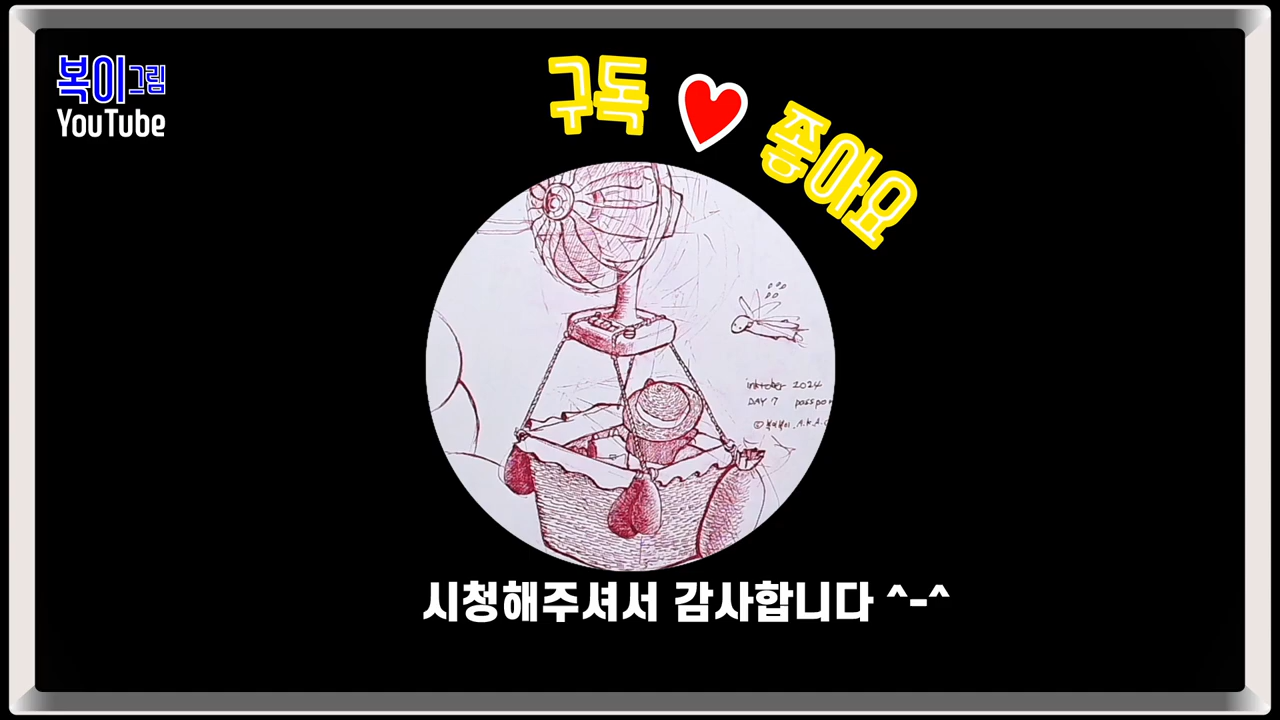 복이그림
YouTube
구독 좋아요
inktober 2024
DAY 7
시청해주셔서 감사합니다 ^-^